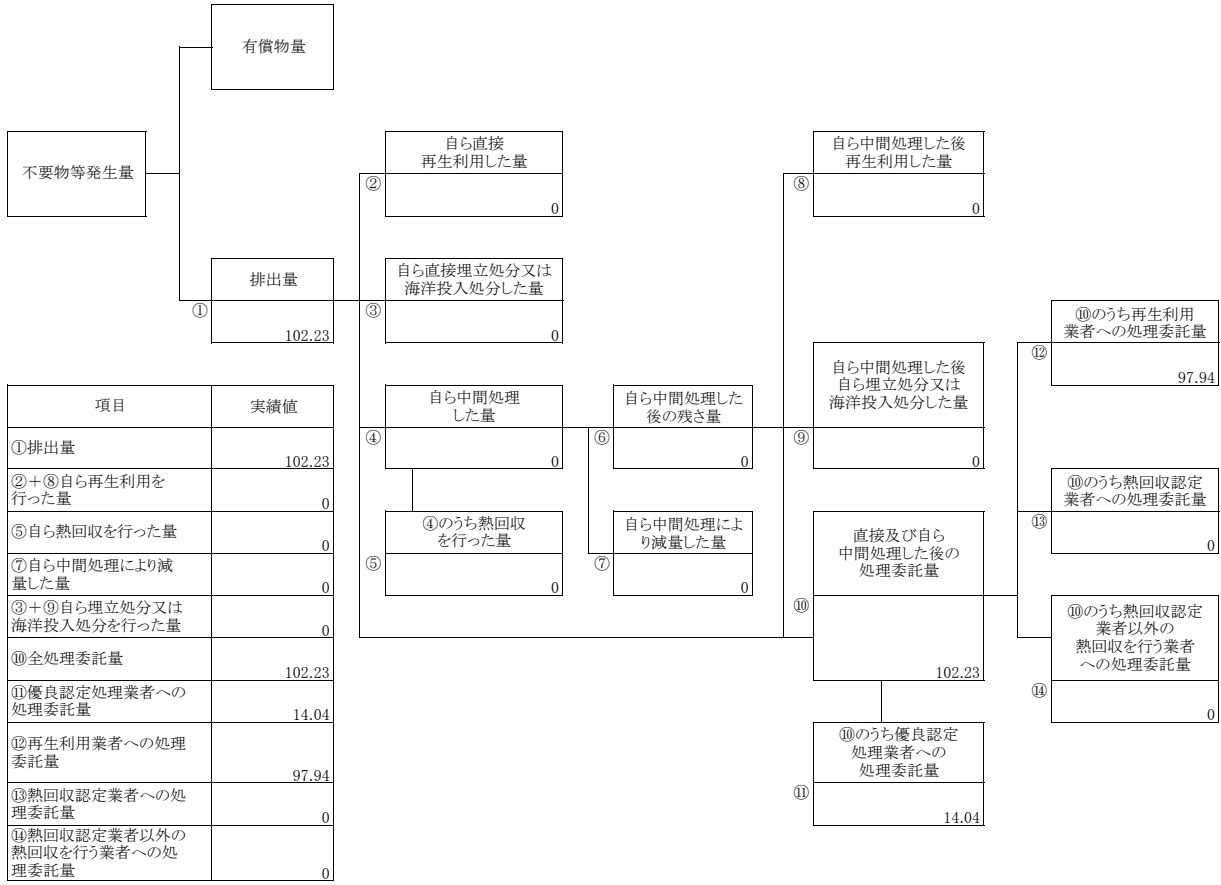 有償物量
不要物等発生量
自ら直接
再生利用した量
②
0
自ら中間処理した後
再生利用した量
⑧
0
排出量
①
102.23
自ら直接埋立処分又は
海洋投入処分した量
③
0
⑩のうち再生利用
業者への処理委託量
⑫
97.94
自ら中間処理
した量
④
0
自ら中間処理した
後の残さ量
⑥
0
自ら中間処理した後
自ら埋立処分又は
海洋投入処分した量
⑨
0
⑩のうち熱回収認定
業者への処理委託量
⑬
0
④のうち熱回収
を行った量
⑤
0
自ら中間処理によ
り減量した量
⑦
0
直接及び自ら
中間処理した後の
処理委託量
⑩
102.23
⑩のうち熱回収認定
業者以外の
熱回収を行う業者
への処理委託量
⑭
0
⑩のうち優良認定
処理業者への
処理委託量
⑪
14.04
項目 実績値
①排出量
102.23
②＋⑧自ら再生利用を
行った量
0
⑤自ら熱回収を行った量
0
⑦自ら中間処理により減
量した量
0
③＋⑨自ら埋立処分又は
海洋投入処分を行った量
0
⑩全処理委託量
102.23
⑪優良認定処理業者への
処理委託量
14.04
⑫再生利用業者への処理
委託量
97.94
⑬熱回収認定業者への処
理委託量
0
⑭熱回収認定業者以外の
熱回収を行う業者への処
理委託量
0